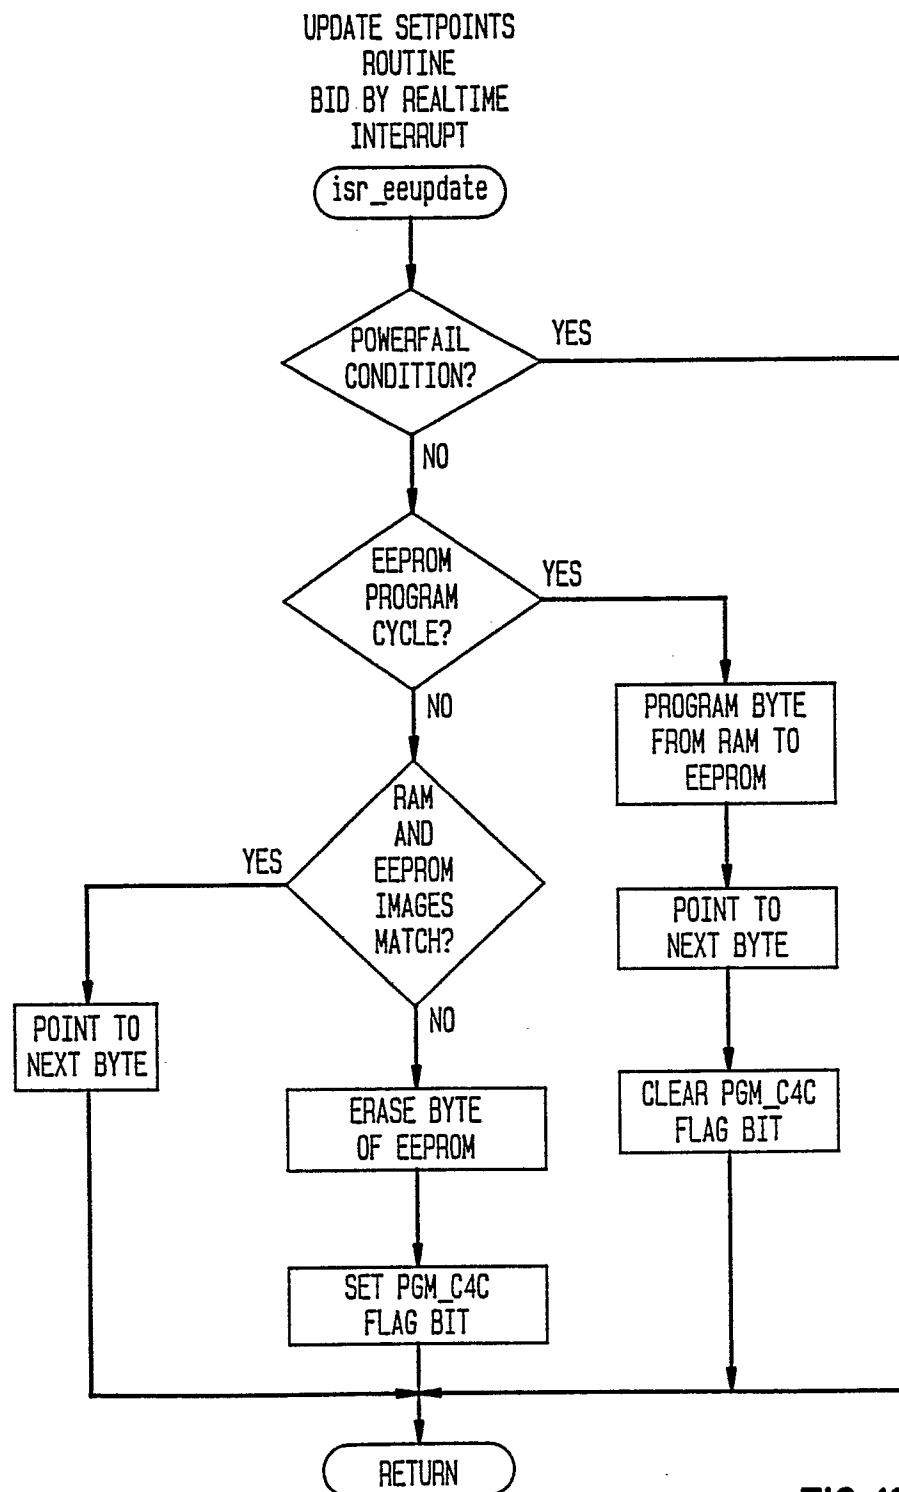 UPDATE SETPOINTS
ROUTINE
BID BY REALTIME
INTERRUPT
isr_eeupdate
POWERFAIL
CONDITION?
YES
NO
EEPROM
PROGRAM
CYCLE?
YES
NO
PROGRAM BYTE
FROM RAM TO
EEPROM
RAM
AND
EEPROM
IMAGES
MATCH?
YES
NO
POINT TO
NEXT BYTE
POINT TO
NEXT BYTE
ERASE BYTE
OF EEPROM
CLEAR PGM_C4C
FLAG BIT
SET PGM_C4C
FLAG BIT
RETURN